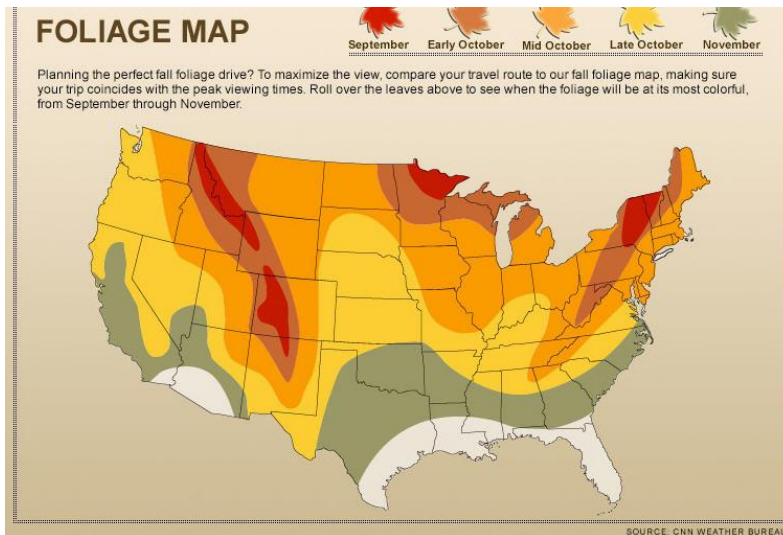 FOLIAGE MAP
September Early October Mid October Late October November
Planning the perfect fall foliage drive? To maximize the view, compare your travel route to our fall foliage map, making sure
your trip coincides with the peak viewing times. Roll over the leaves above to see when the foliage will be at its most colorful,
from September through November.
SOURCE: CNN WEATHER BUREAU